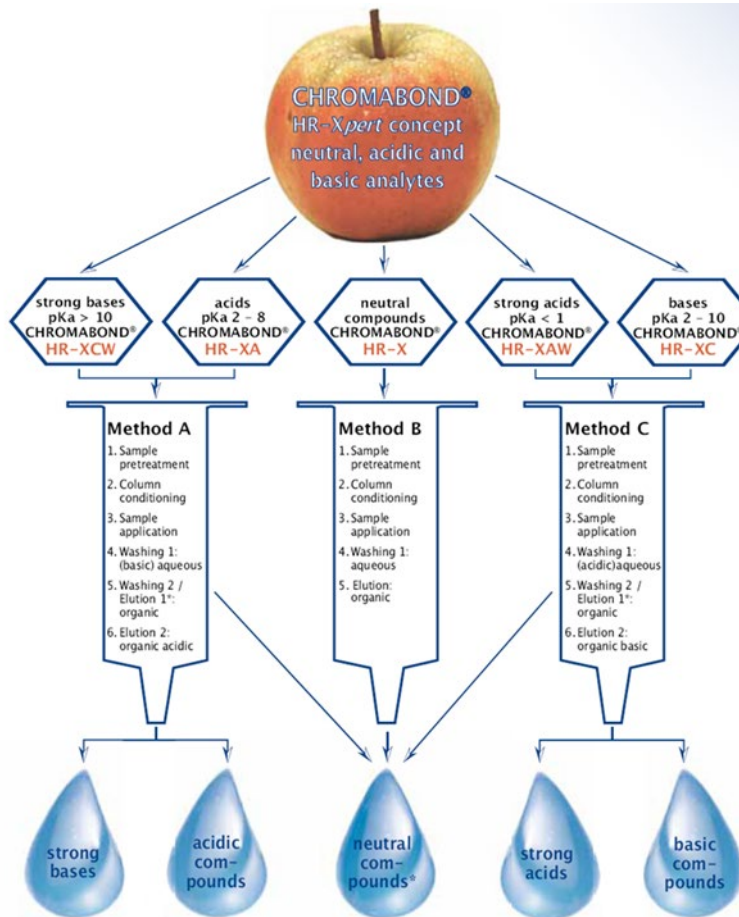 CHROMABOND®
HR-Xpert concept
neutral, acidic and
basic analytes
strong bases
pKa > 10
CHROMABOND®
HR-XCW
acids
pKa 2 - 8
CHROMABOND®
HR-XA
neutral
compounds
CHROMABOND®
HR-X
strong acids
pKa < 1
CHROMABOND®
HR-XAW
bases
pKa 2 - 10
CHROMABOND®
HR-XC
Method A
1. Sample
pretreatment
2. Column
conditioning
3. Sample
application
4. Washing 1:
(basic) aqueous
5. Washing 2 /
Elution 1*:
organic
6. Elution 2:
organic acidic
Method B
1. Sample
pretreatment
2. Column
conditioning
3. Sample
application
4. Washing 1:
aqueous
5. Elution:
organic
Method C
1. Sample
pretreatment
2. Column
conditioning
3. Sample
application
4. Washing 1:
(acidic)aqueous
5. Washing 2 /
Elution 1*:
organic
6. Elution 2:
organic basic
strong
bases
acidic
com-
pounds
neutral
com-
pounds*
strong
acids
basic
com-
pounds